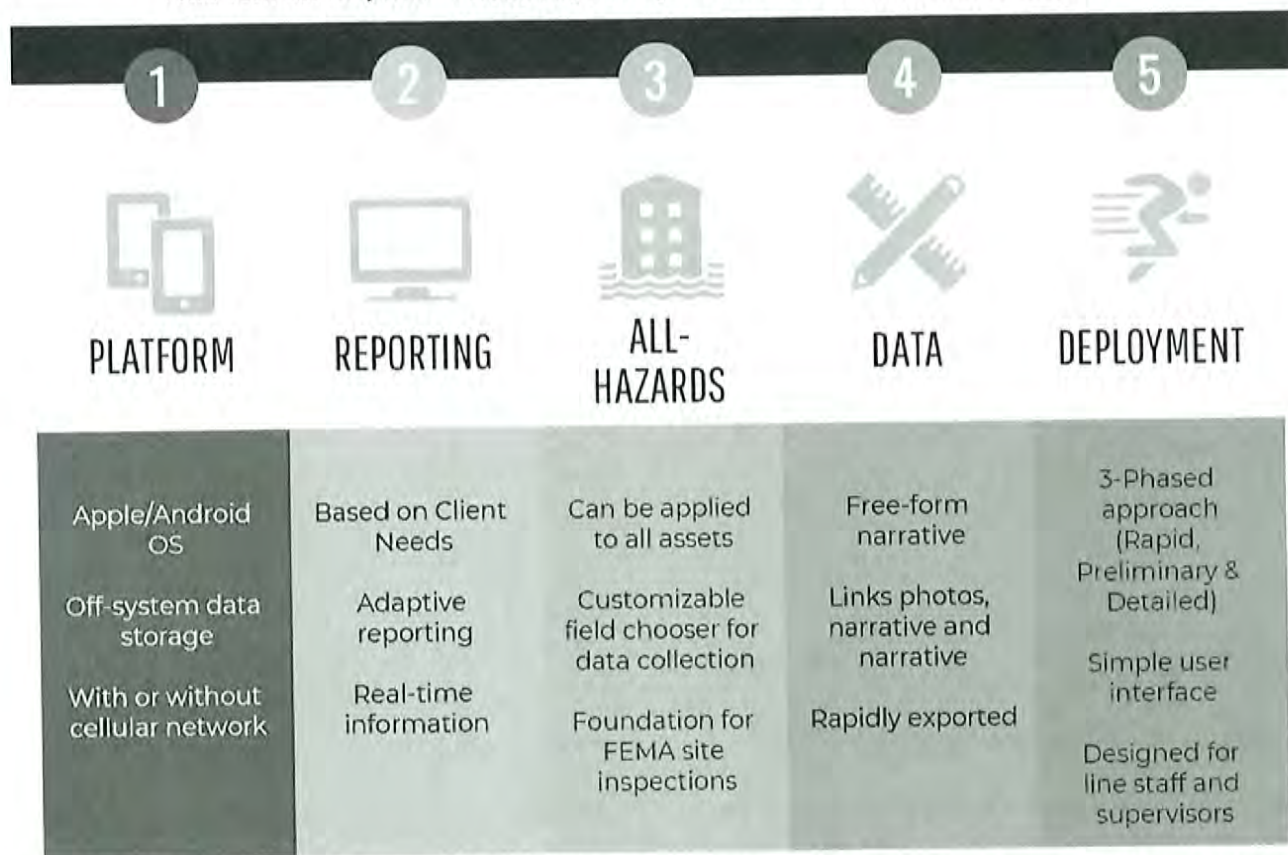 1
2
3
4
5
PLATFORM
REPORTING
ALL-
HAZARDS
DATA
DEPLOYMENT
Apple/Android
OS
Off-system data
storage
With or without
cellular network
Based on Client
Needs
Adaptive
reporting
Real-time
information
Can be applied
to all assets
Customizable
field chooser for
data collection
Foundation for
FEMA site
inspections
Free-form
narrative
Links photos,
narrative and
narrative
Rapidly exported
3-Phased
approach
(Rapid,
Preliminary &
Detailed)
Simple user
interface
Designed for
line staff and
supervisors